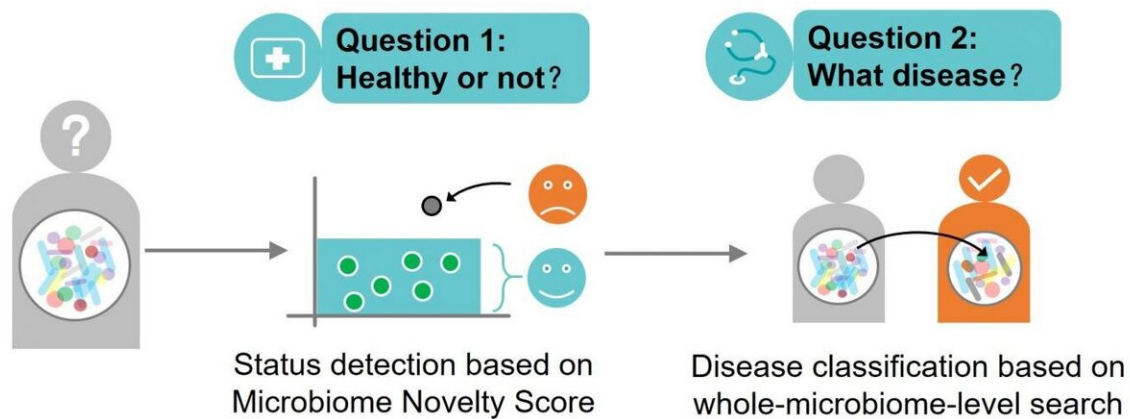 Question 1:
Healthy or not?
Question 2:
What disease?
?
Status detection based on
Microbiome Novelty Score
Disease classification based on
whole-microbiome-level search